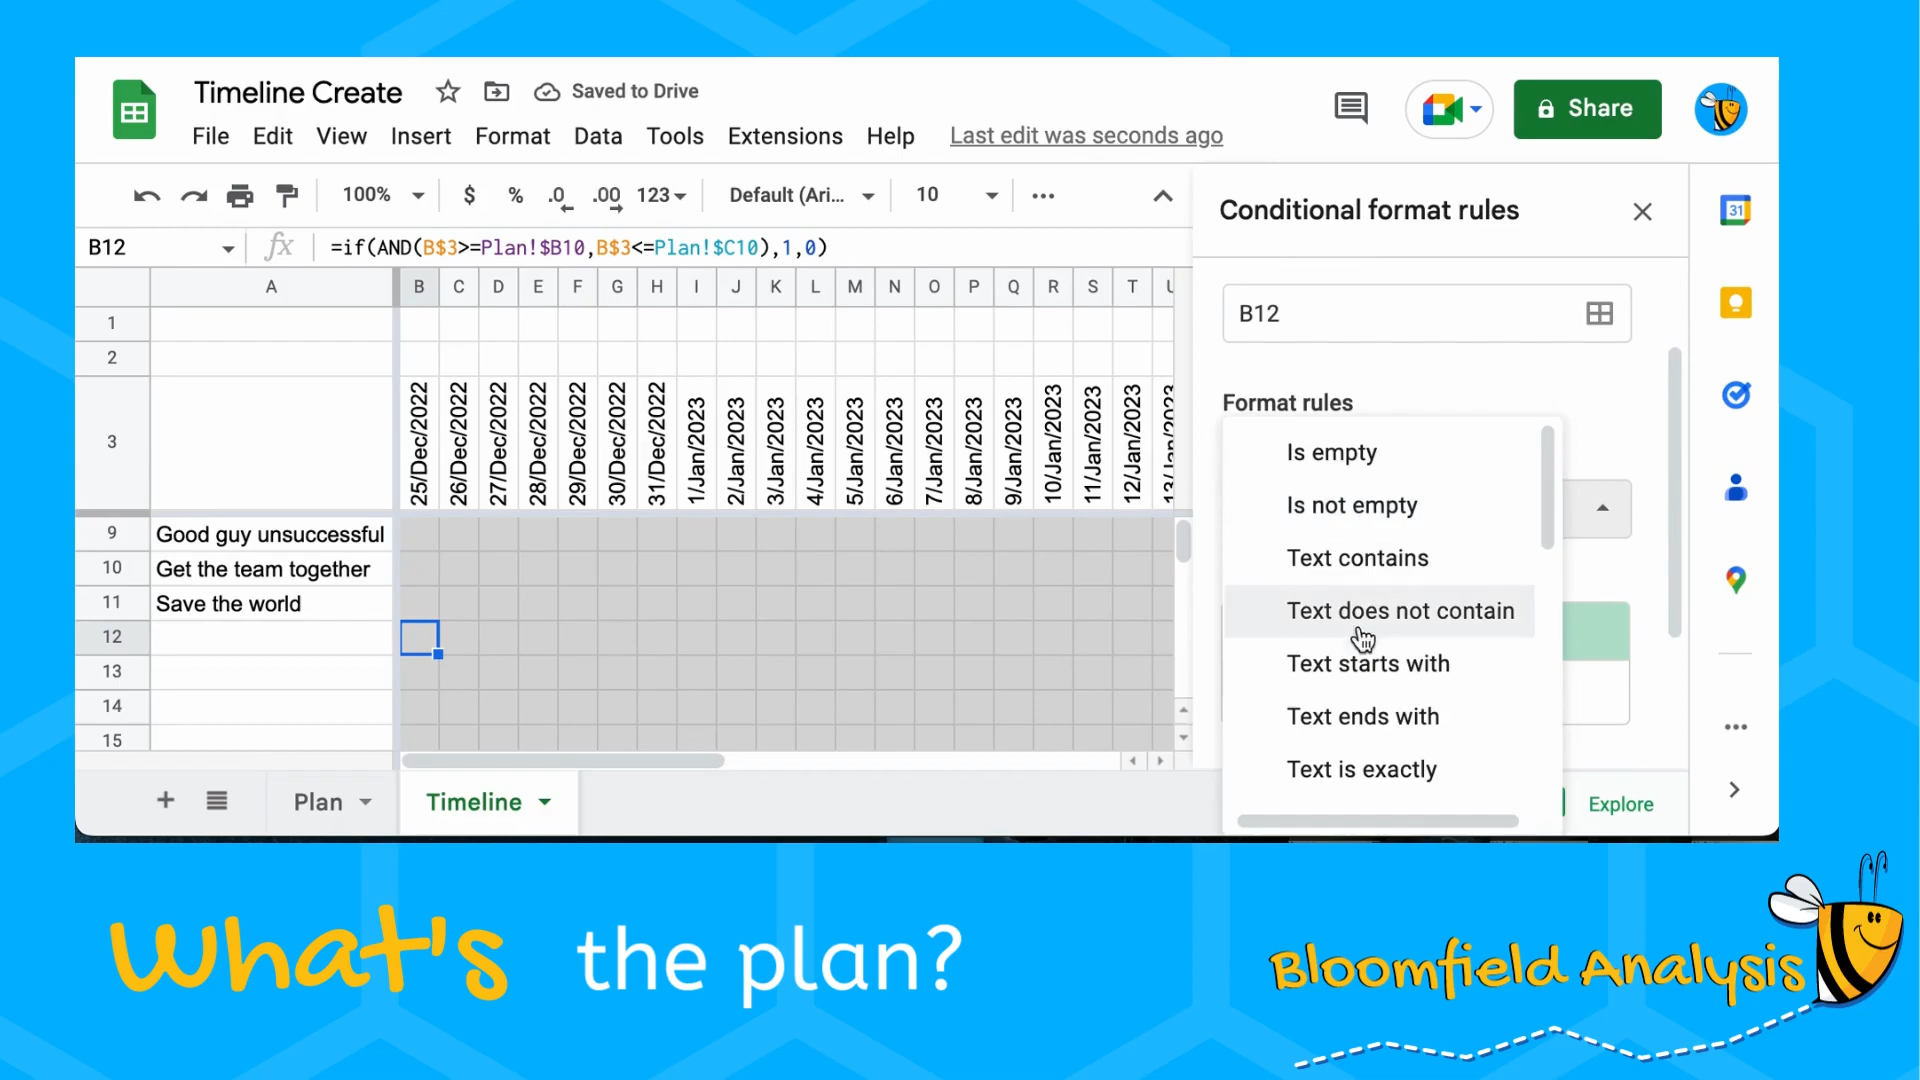 Timeline Create Saved to Drive
Share
File Edit View Insert Format Data Tools Extensions Help Last edit was seconds ago
100% $ % .0 .00 123 Default (Ari... 10 ...
Conditional format rules
31
B12 fx =if(AND(B$3>=Plan!$B10,B$3<=Plan!$C10),1,0)
A B C D E F G H I J K L M N O P Q R S T
B12
1
2
Format rules
3 25/Dec/2022 26/Dec/2022 27/Dec/2022 28/Dec/2022 29/Dec/2022 30/Dec/2022 31/Dec/2022 1/Jan/2023 2/Jan/2023 3/Jan/2023 4/Jan/2023 5/Jan/2023 6/Jan/2023 7/Jan/2023 8/Jan/2023 9/Jan/2023 10/Jan/2023 11/Jan/2023 12/Jan/2023
Is empty
Is not empty
Text contains
Text does not contain
Text starts with
Text ends with
Text is exactly
9 Good guy unsuccessful
10 Get the team together
11 Save the world
12
13
14
15
+ Plan Timeline
Explore
What's the plan?
Bloomfield Analysis